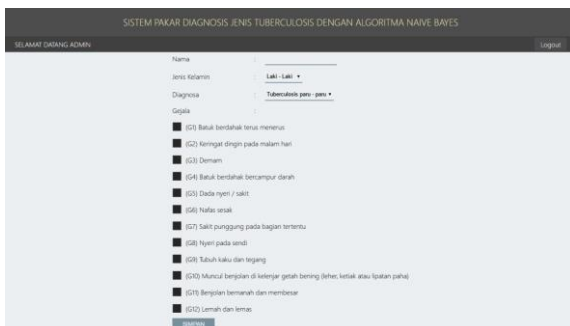 SISTEM PAKAR DIAGNOSIS JENIS TUBERCULOSIS DENGAN ALGORITMA NAIVE BAYES
SELAMAT DATANG ADMIN Logout
Nama :
Jenis Kelamin : Laki - Laki
Diagnosa : Tuberculosis paru - paru
Gejala :
(G1) Batuk berdahak terus menerus
(G2) Keringat dingin pada malam hari
(G3) Demam
(G4) Batuk berdahak bercampur darah
(G5) Dada nyeri / sakit
(G6) Nafas sesak
(G7) Sakit punggung pada bagian tertentu
(G8) Nyeri pada sendi
(G9) Tubuh kaku dan tegang
(G10) Muncul benjolan di kelenjar getah bening (leher, ketiak atau lipatan paha)
(G11) Benjolan bernanah dan membesar
(G12) Lemah dan lemas